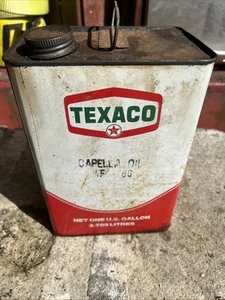 TEXACO
CAPELLA OIL
NET ONE U.S. GALLON
3.785 LITRES